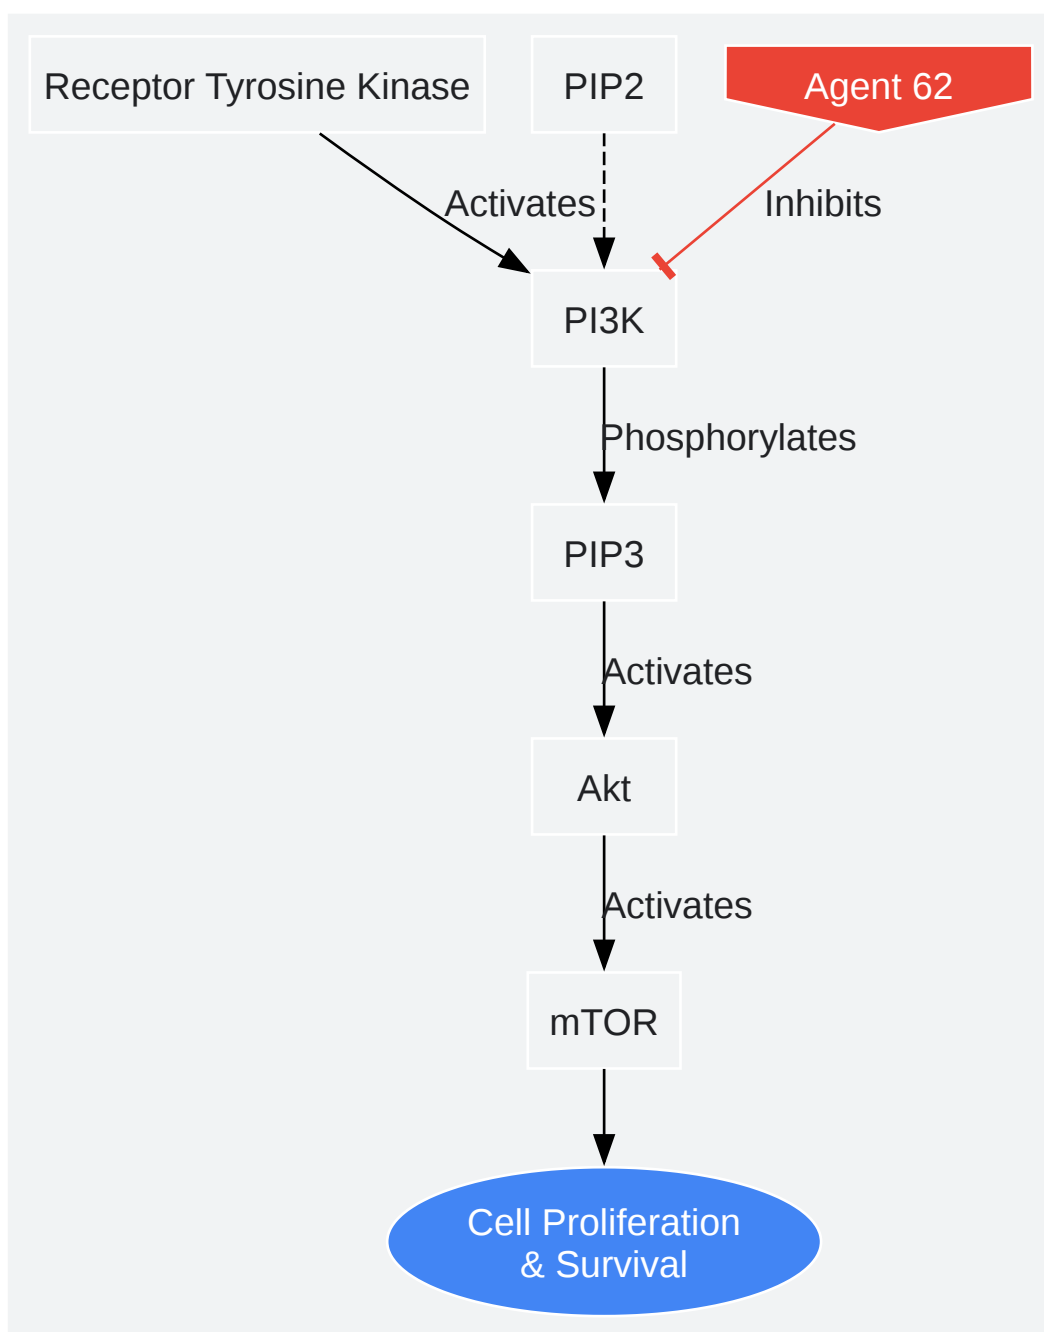 Receptor Tyrosine Kinase
PIP2
Agent 62
Activates
Inhibits
PI3K
Phosphorylates
PIP3
Activates
Akt
Activates
mTOR
Cell Proliferation
& Survival